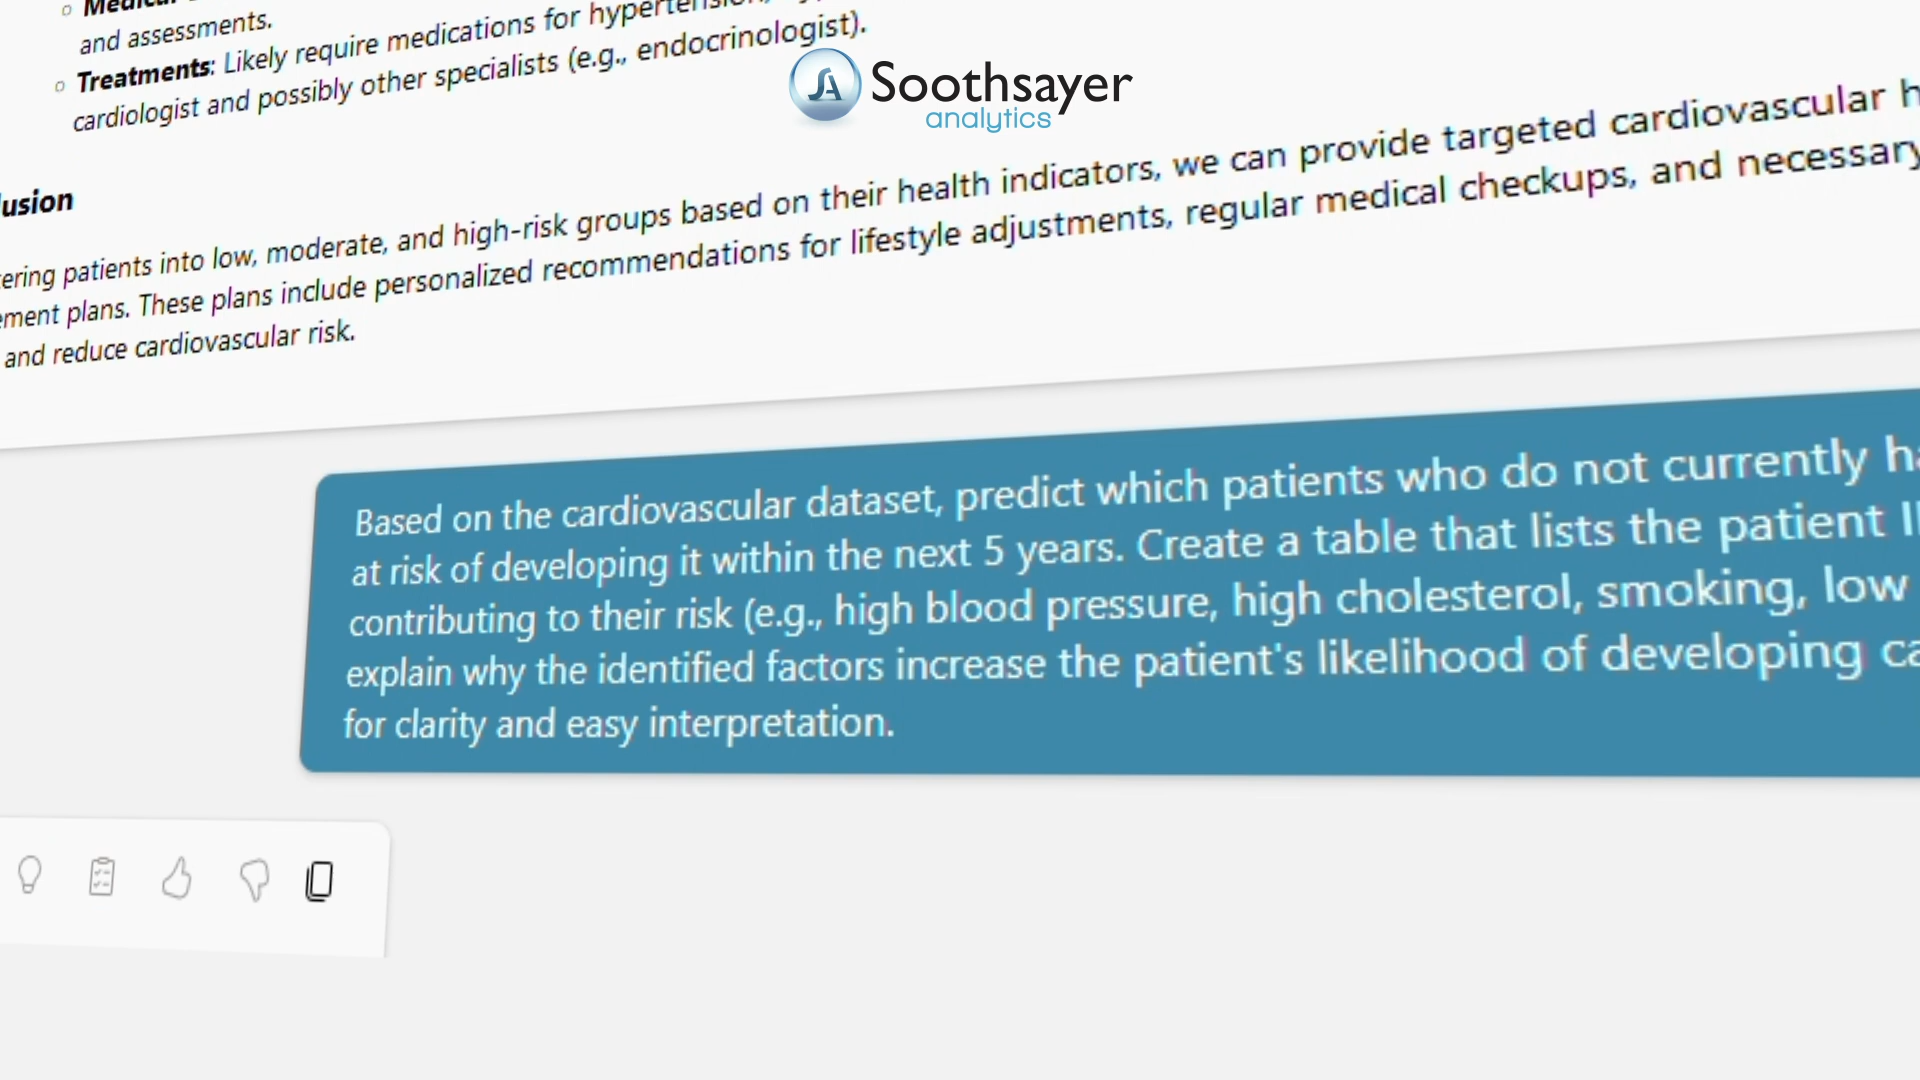 and assessments.
Treatments: Likely require medications for
cardiologist and possibly other specialists (e.g., endocrinologist).
Soothsayer
analytics
lusion
ering patients into low, moderate, and high-risk groups based on their health indicators, we can provide targeted cardiovascular h
ement plans. These plans include personalized recommendations for lifestyle adjustments, regular medical checkups, and necessary
and reduce cardiovascular risk.
Based on the cardiovascular dataset, predict which patients who do not currently ha
at risk of developing it within the next 5 years. Create a table that lists the patient I
contributing to their risk (e.g., high blood pressure, high cholesterol, smoking, low
explain why the identified factors increase the patient's likelihood of developing ca
for clarity and easy interpretation.